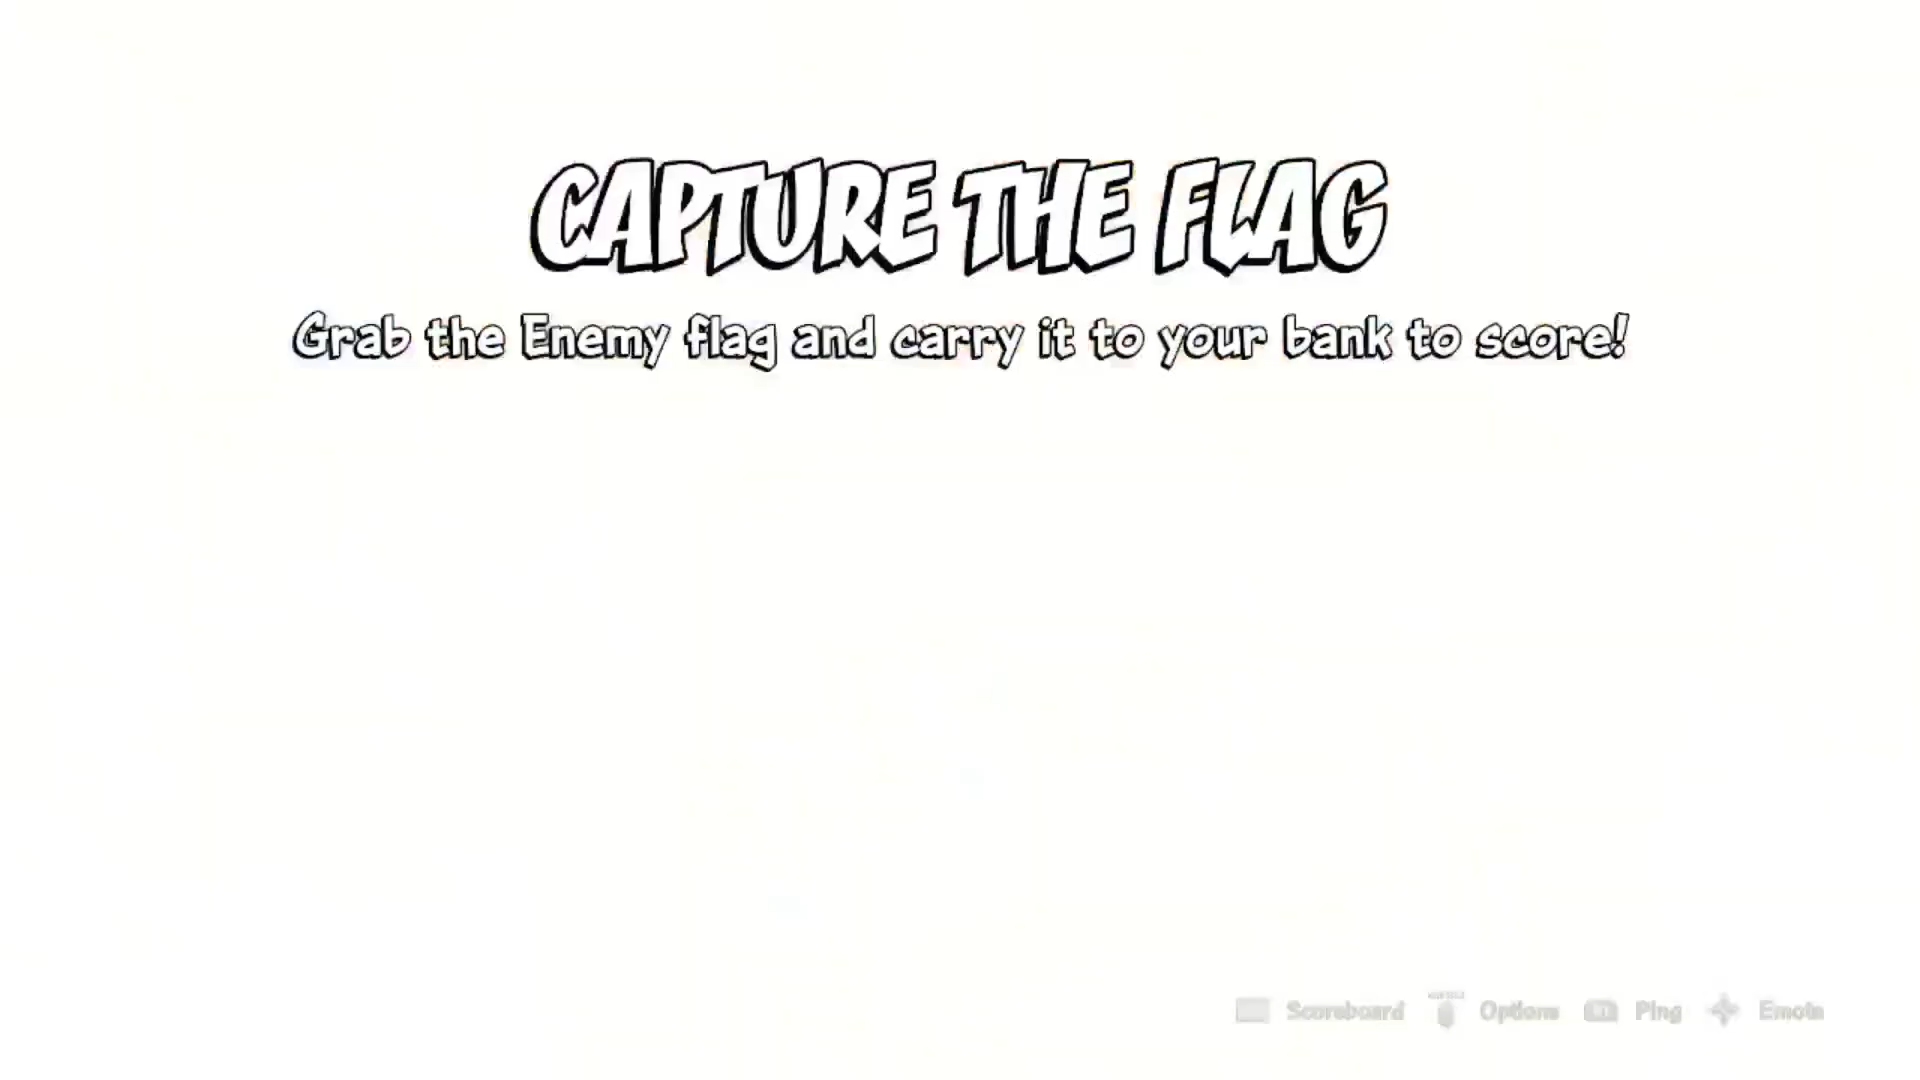 CAPTURE THE FLAG
Grab the Enemy flag and carry it to your bank to score!
Scoreboard Options Ping Emote